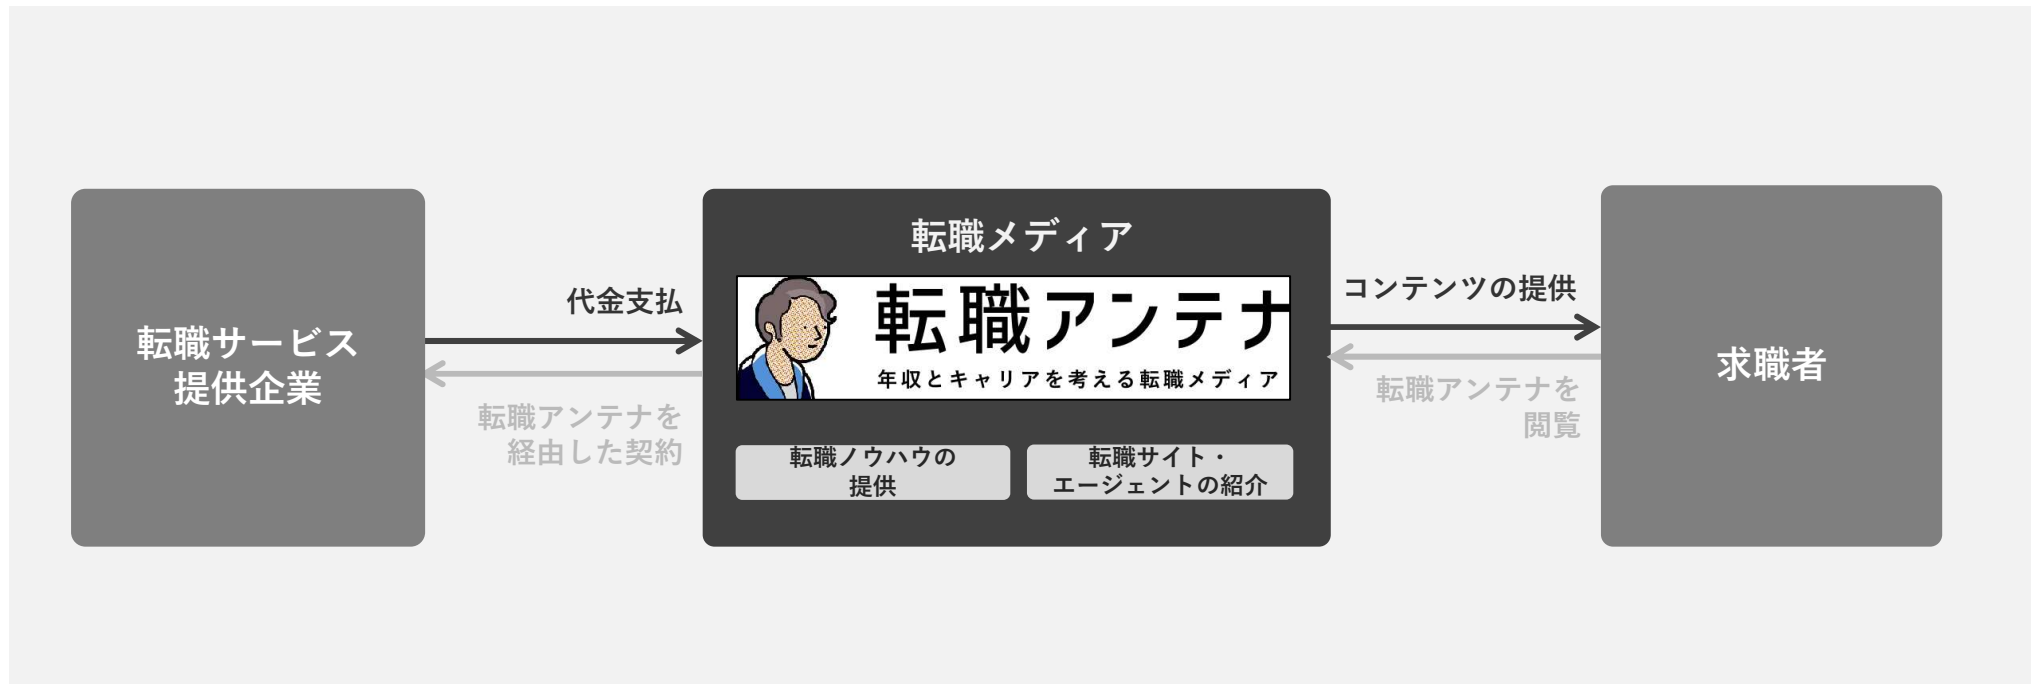 転職サービス
提供企業
代金支払
転職アンテナを
経由した契約
転職メディア
転職アンテナ
年収とキャリアを考える転職メディア
転職ノウハウの
提供
転職サイト・
エージェントの紹介
コンテンツの提供
転職アンテナを
閲覧
求職者